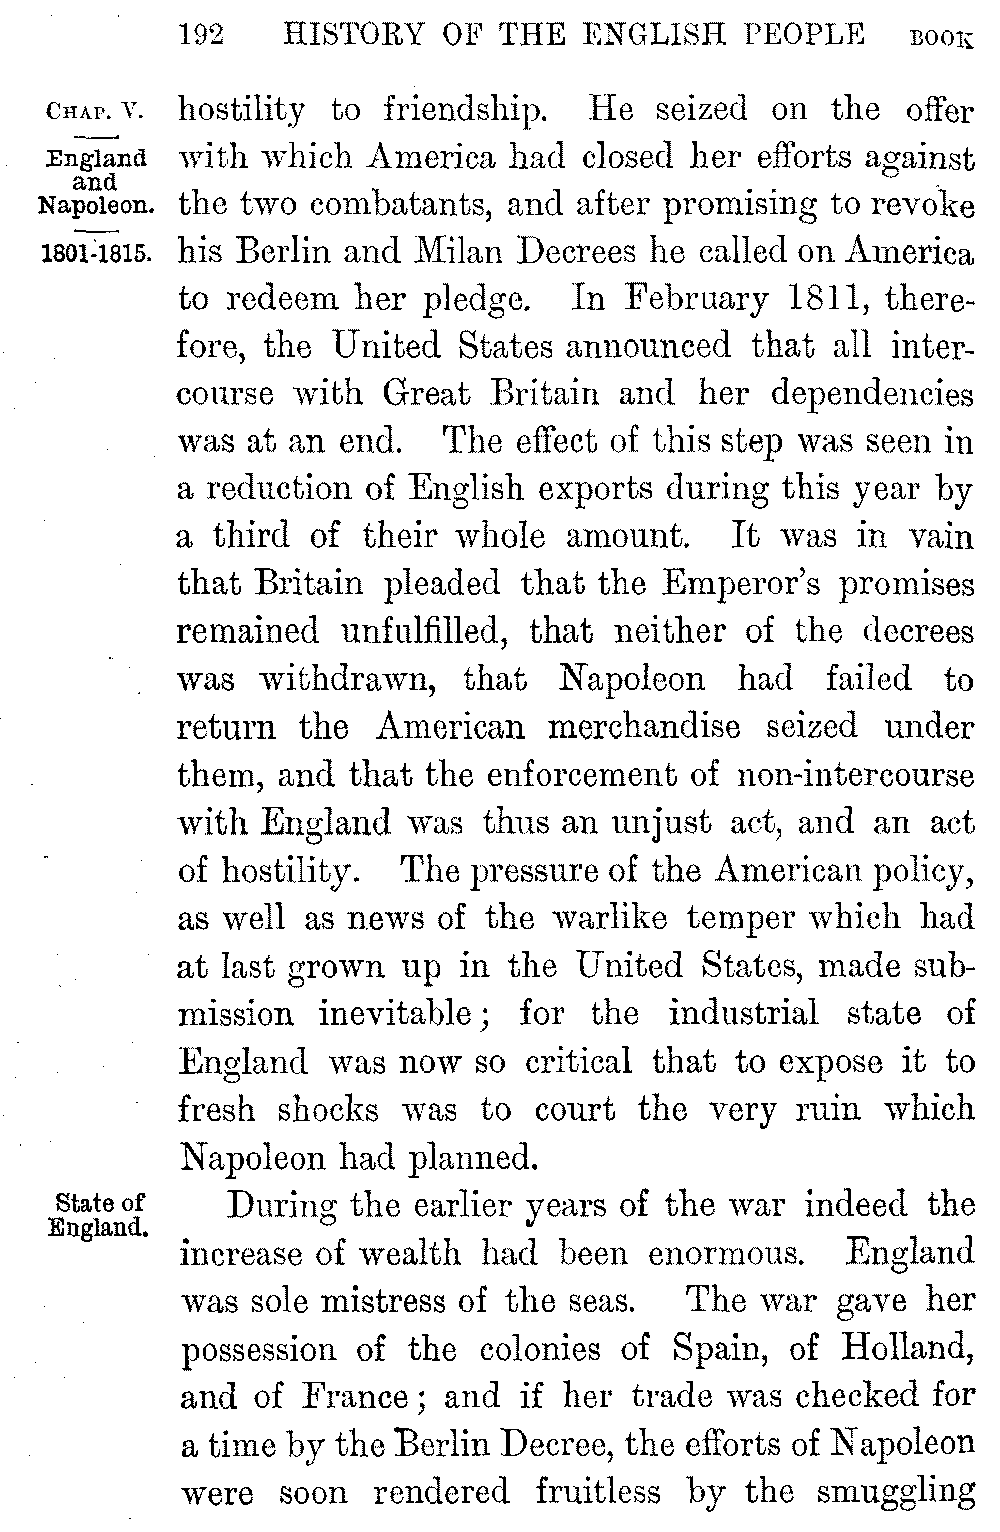 192 HISTORY OF THE ENGLISH PEOPLE BOOK
CHAP. V.
England
and
Napoleon.
1801-1815.
hostility to friendship. He seized on the offer
with which America had closed her efforts against
the two combatants, and after promising to revoke
his Berlin and Milan Decrees he called on America
to redeem her pledge. In February 1811, there-
fore, the United States announced that all inter-
course with Great Britain and her dependencies
was at an end. The effect of this step was seen in
a reduction of English exports during this year by
a third of their whole amount. It was in vain
that Britain pleaded that the Emperor's promises
remained unfulfilled, that neither of the decrees
was withdrawn, that Napoleon had failed to
return the American merchandise seized under
them, and that the enforcement of non-intercourse
with England was thus an unjust act, and an act
of hostility. The pressure of the American policy,
as well as news of the warlike temper which had
at last grown up in the United States, made sub-
mission inevitable; for the industrial state of
England was now so critical that to expose it to
fresh shocks was to court the very ruin which
Napoleon had planned.
State of
England.
During the earlier years of the war indeed the
increase of wealth had been enormous. England
was sole mistress of the seas. The war gave her
possession of the colonies of Spain, of Holland,
and of France; and if her trade was checked for
a time by the Berlin Decree, the efforts of Napoleon
were soon rendered fruitless by the smuggling